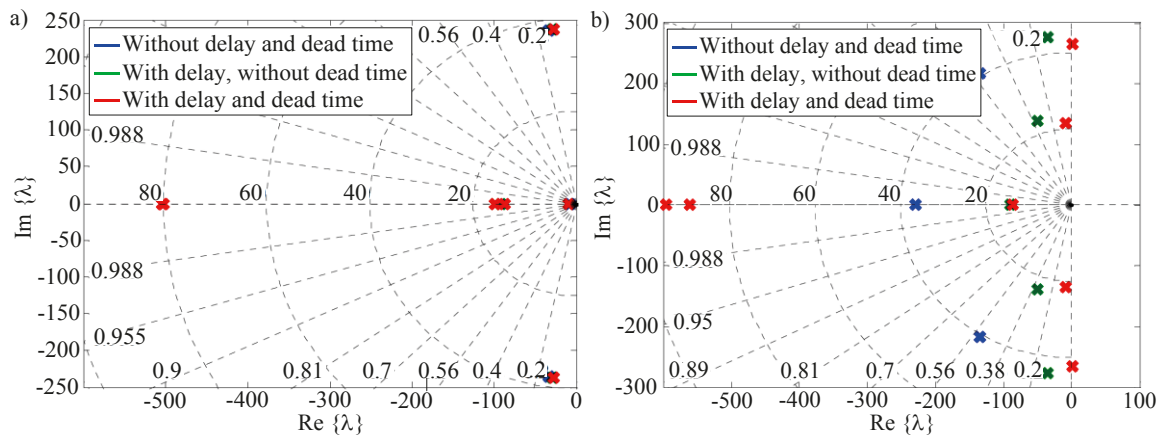 a)
250
200
150
100
50
0
-50
-100
-150
-200
-250
Im {λ}
Without delay and dead time
With delay, without dead time
With delay and dead time
0.56 0.4 0.2
0.988
80 60 40 20
0.988
0.955
0.9 0.81 0.7 0.56 0.4 0.2
-500 -400 -300 -200 -100 0
Re {λ}
b)
300
200
100
0
-100
-200
-300
Im {λ}
Without delay and dead time
With delay, without dead time
With delay and dead time
0.2
0.988
80 60 40 20
0.988
0.95
0.89 0.81 0.7 0.56 0.38 0.2
-600 -500 -400 -300 -200 -100 0 100
Re {λ}